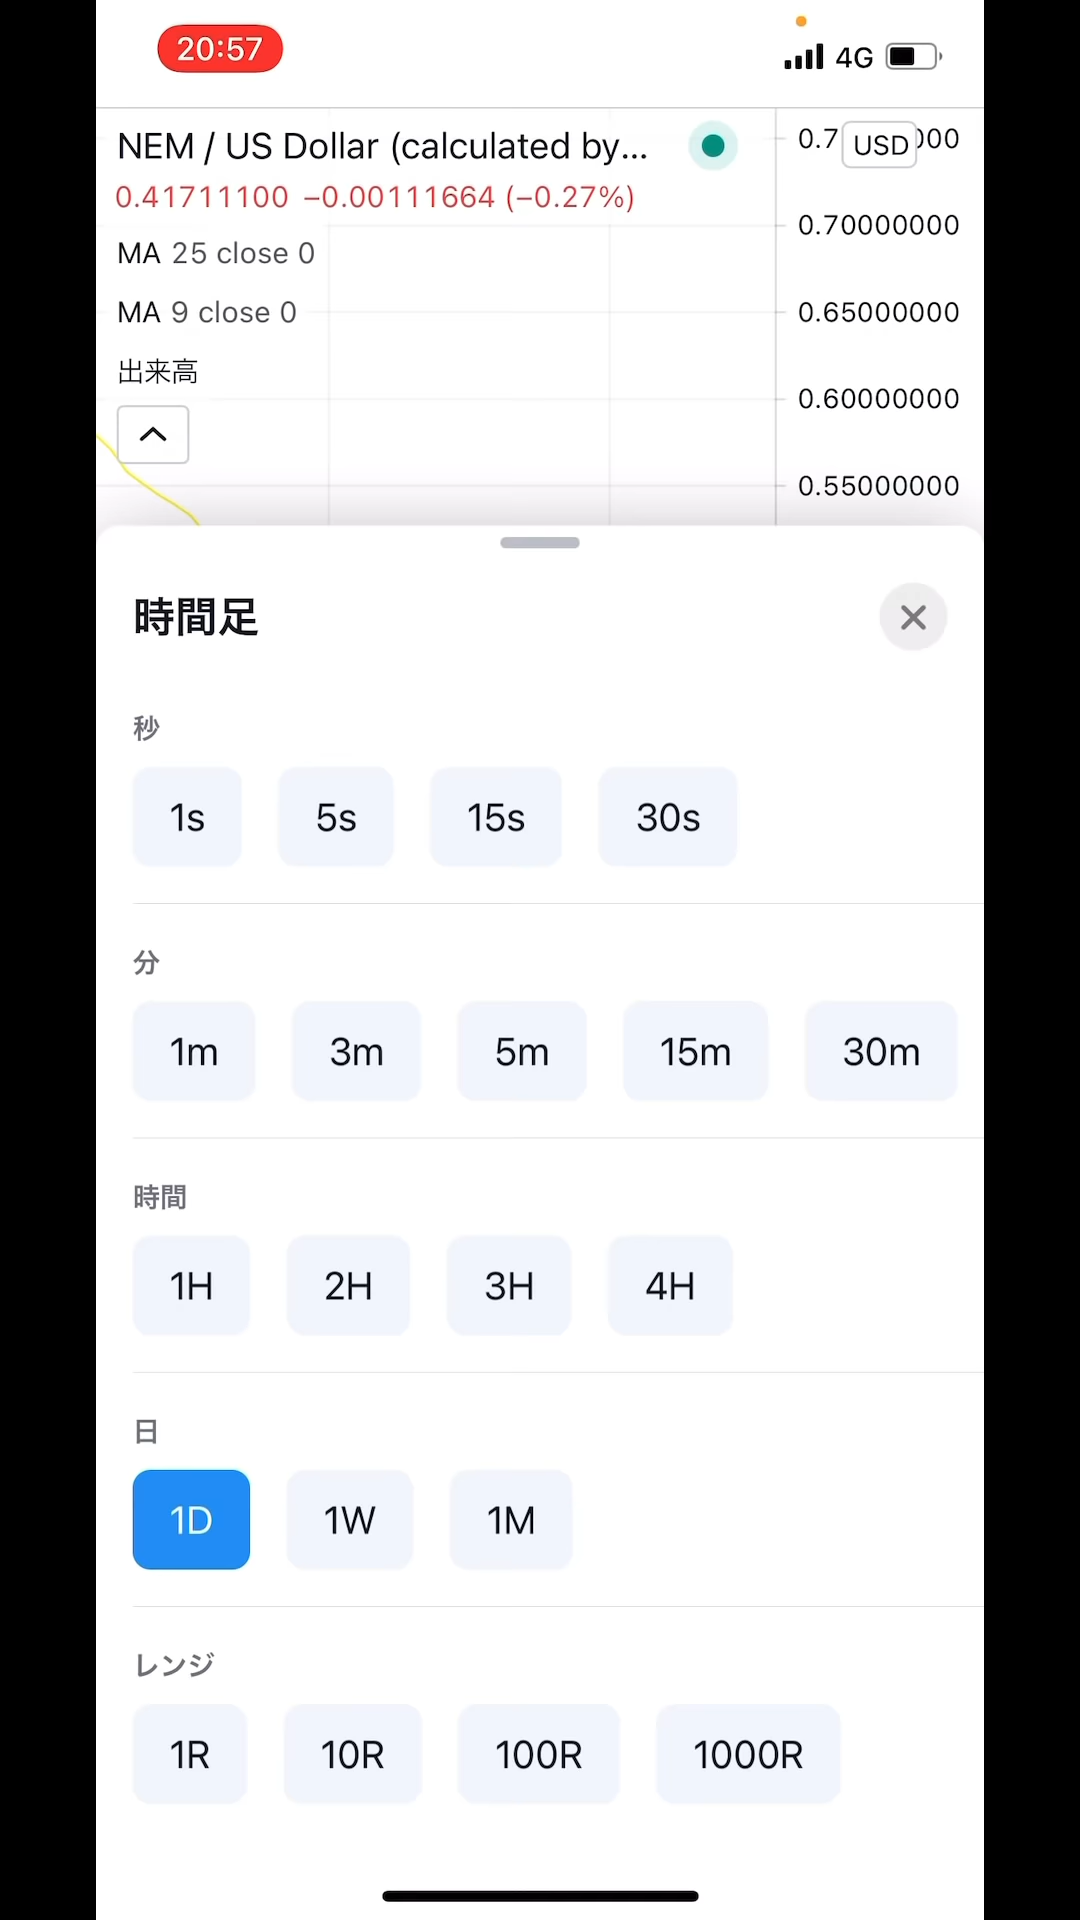 20:57
4G
NEM / US Dollar (calculated by...
USD
0.41711100 −0.00111664 (−0.27%)
0.70000000
MA 25 close 0
MA 9 close 0
0.65000000
出来高
0.60000000
0.55000000
時間足
秒
1s 5s 15s 30s
分
1m 3m 5m 15m 30m
時間
1H 2H 3H 4H
日
1D 1W 1M
レンジ
1R 10R 100R 1000R